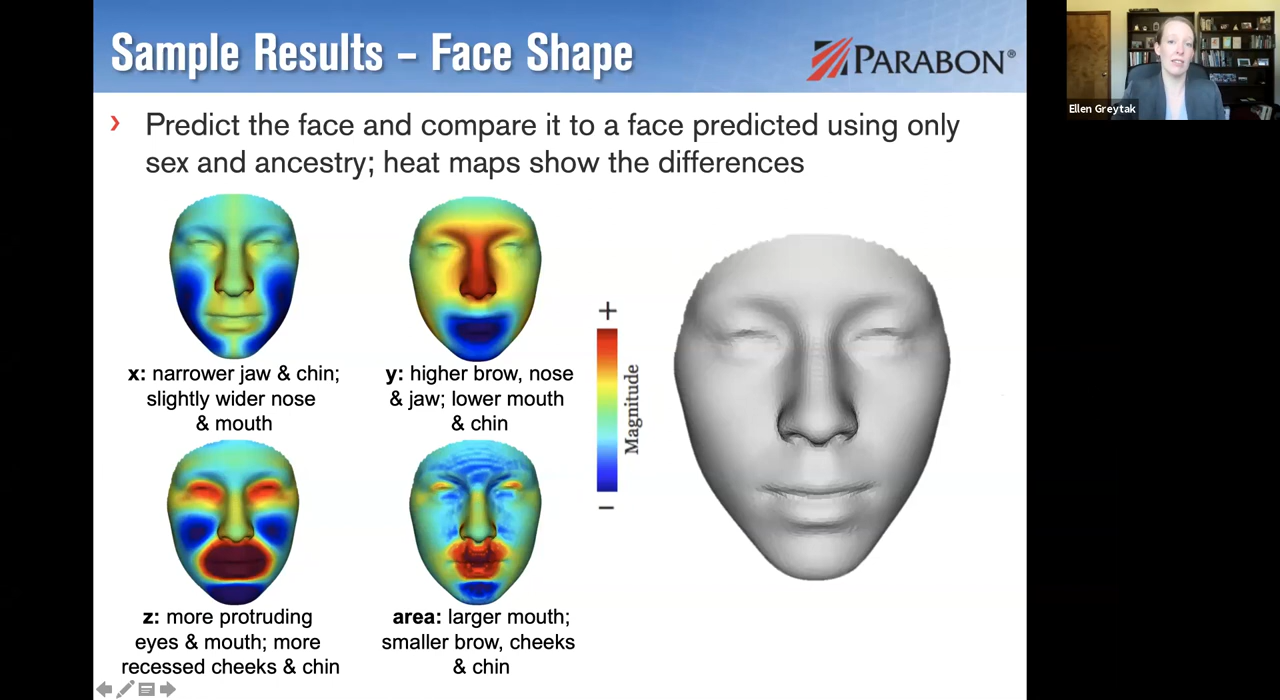 Sample Results – Face Shape
PARABON®
Ellen Greytak
› Predict the face and compare it to a face predicted using only
sex and ancestry; heat maps show the differences
x: narrower jaw & chin;
slightly wider nose
& mouth
y: higher brow, nose
& jaw; lower mouth
& chin
+
Magnitude
–
z: more protruding
eyes & mouth; more
recessed cheeks & chin
area: larger mouth;
smaller brow, cheeks
& chin